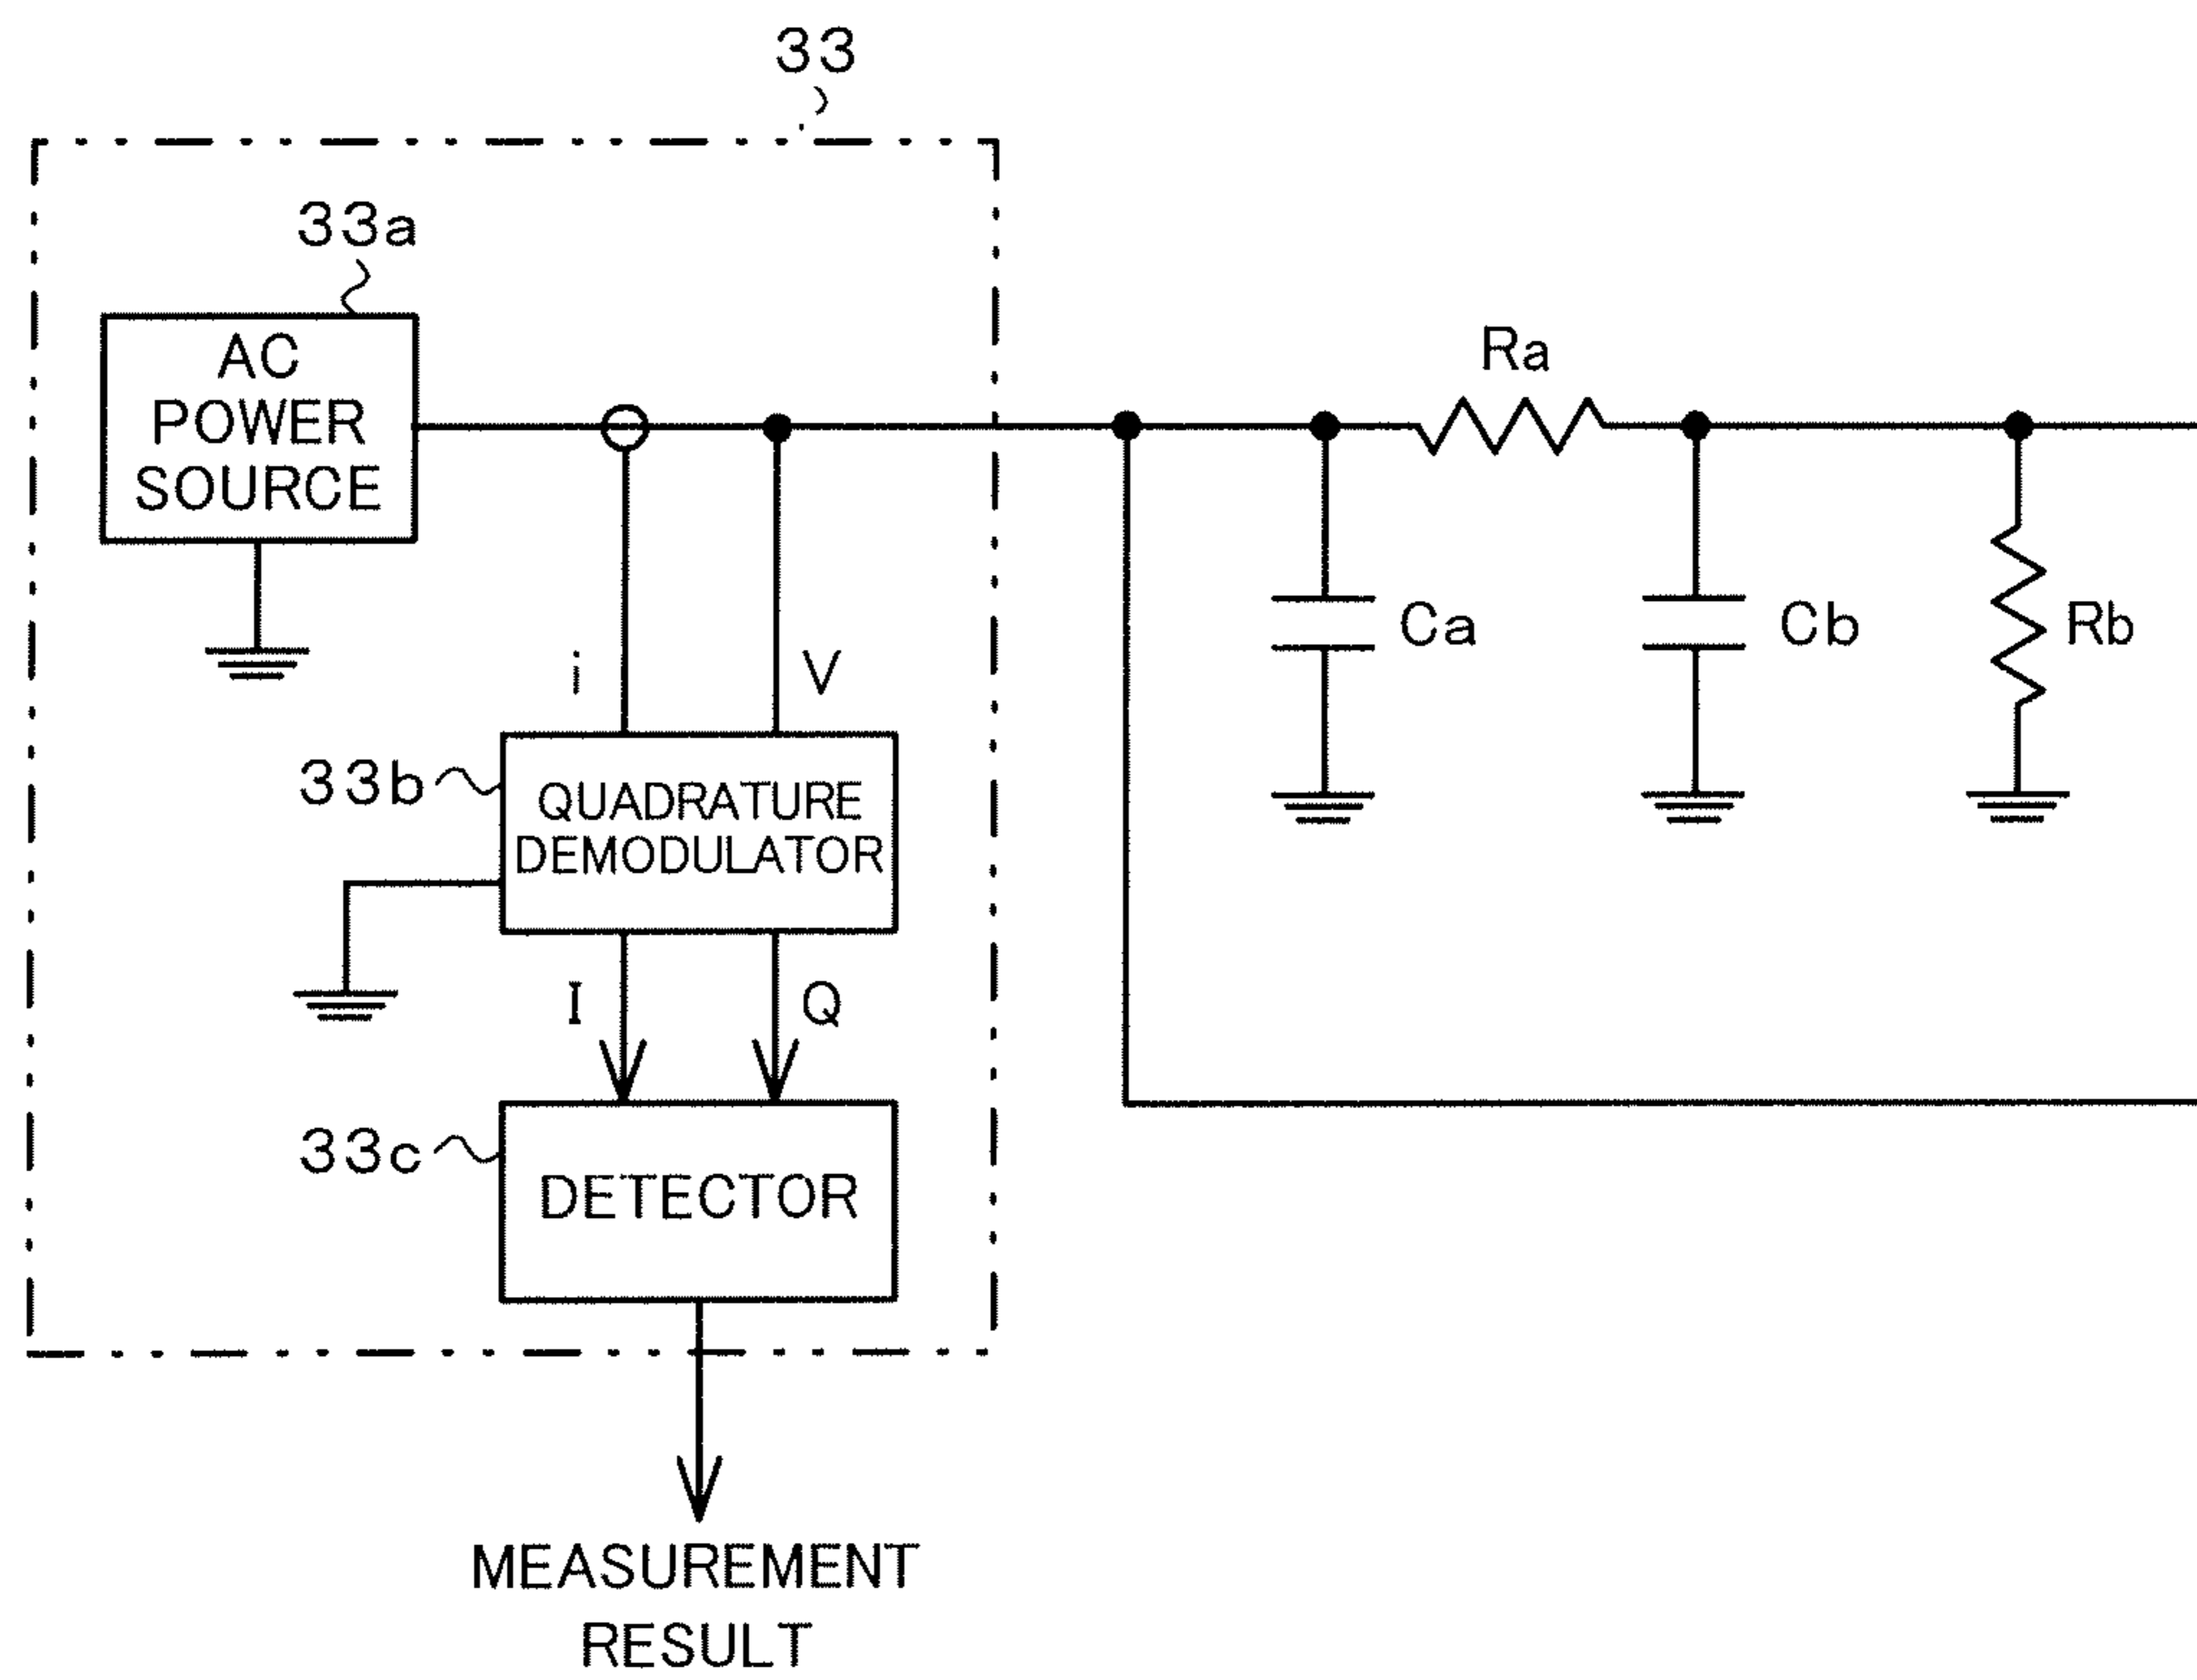 33
33a
AC
POWER
SOURCE
Ra
Ca
Cb
Rb
i
V
33b
QUADRATURE
DEMODULATOR
I
Q
33c
DETECTOR
MEASUREMENT
RESULT